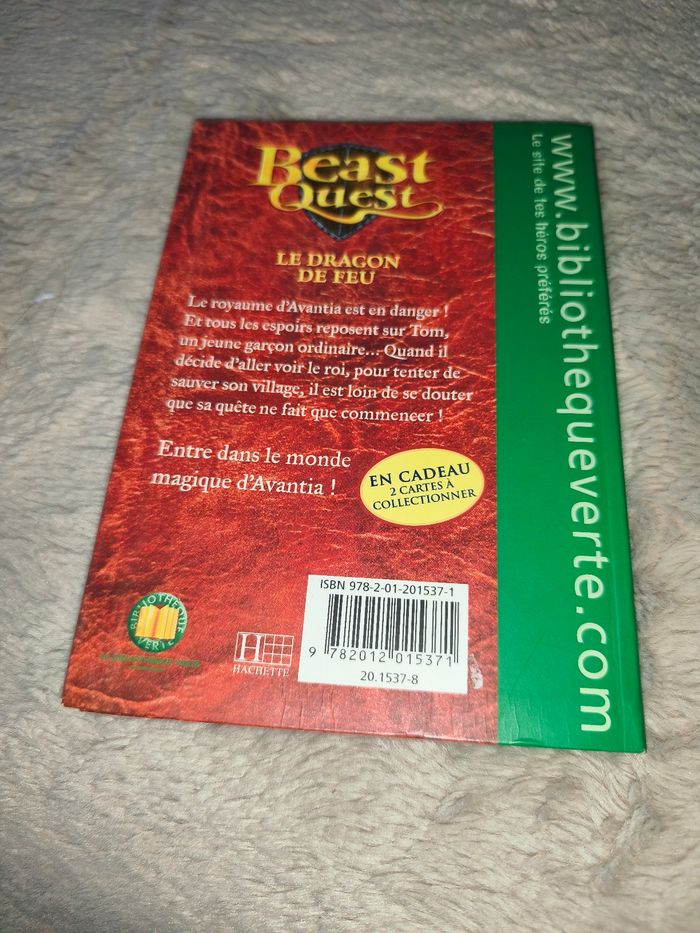 Beast
Quest
LE DRAGON
DE FEU
Le royaume d'Avantia est en danger !
Et tous les espoirs reposent sur Tom,
un jeune garçon ordinaire... Quand il
décide d'aller voir le roi, pour tenter de
sauver son village, il est loin de se douter
que sa quête ne fait que commencer !
Entre dans le monde
magique d'Avantia !
EN CADEAU
2 CARTES À
COLLECTIONNER
BIBLIOTHEQUE
VERTE
H
HACHETTE
ISBN 978-2-01-201537-1
9 782012 015371
20.1537-8
www.bibliothequeverte.com
Le site de tes héros préférés